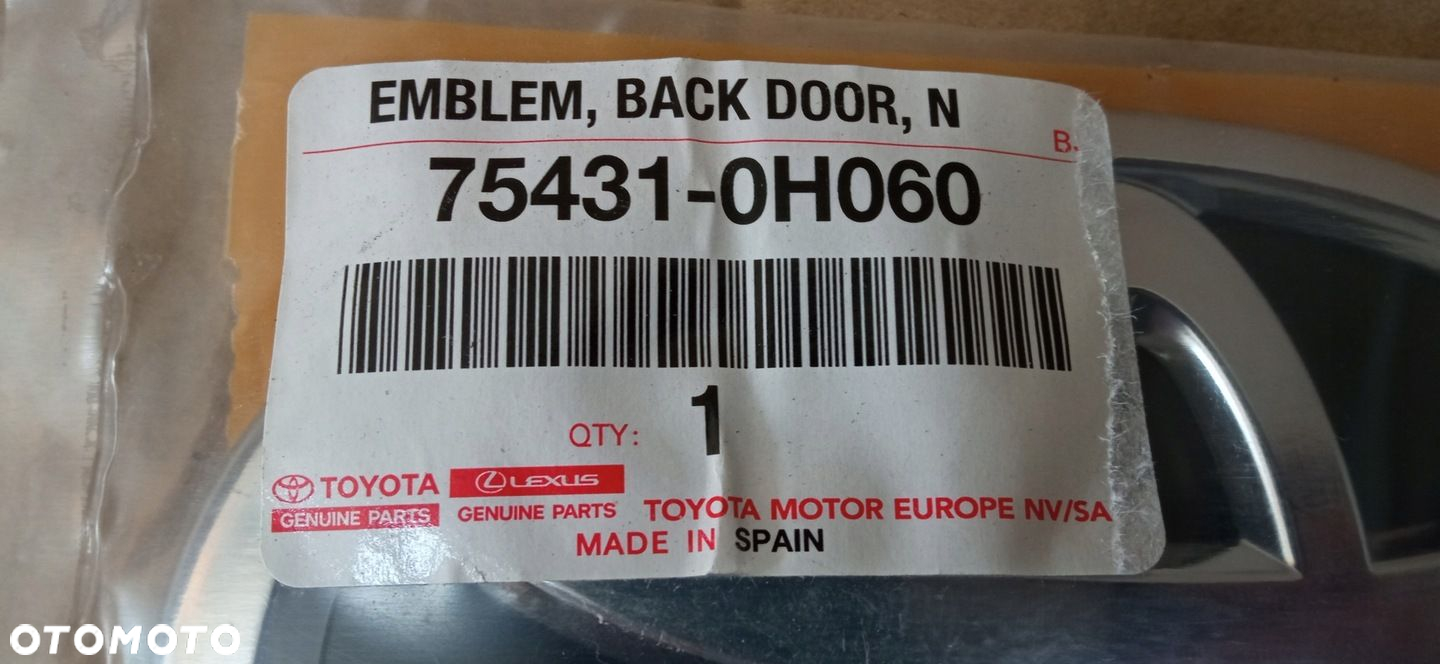 EMBLEM, BACK DOOR, N
B.
75431-0H060
1
QTY:
TOYOTA
GENUINE PARTS
LEXUS
GENUINE PARTS
TOYOTA MOTOR EUROPE NV/SA
MADE IN SPAIN
OTOMOTO